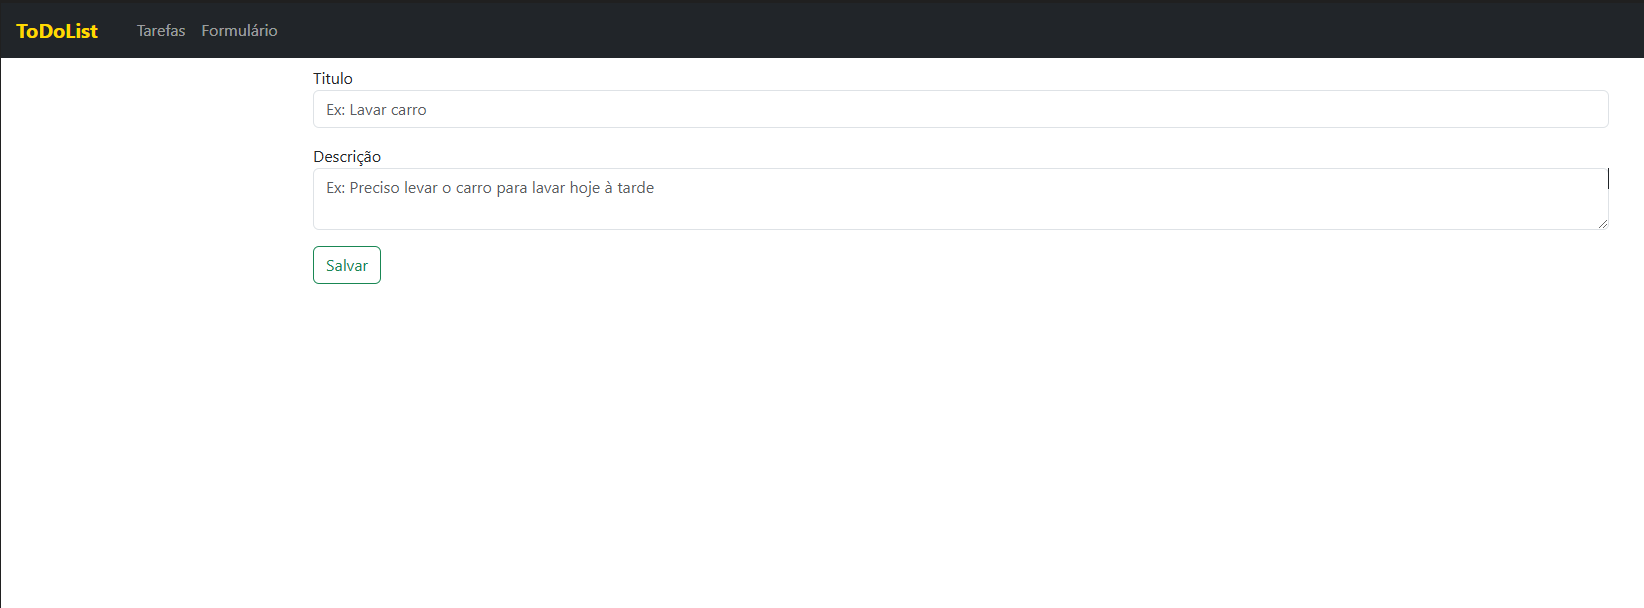 ToDoList Tarefas Formulário
Titulo
Ex: Lavar carro
Descrição
Ex: Preciso levar o carro para lavar hoje à tarde
Salvar